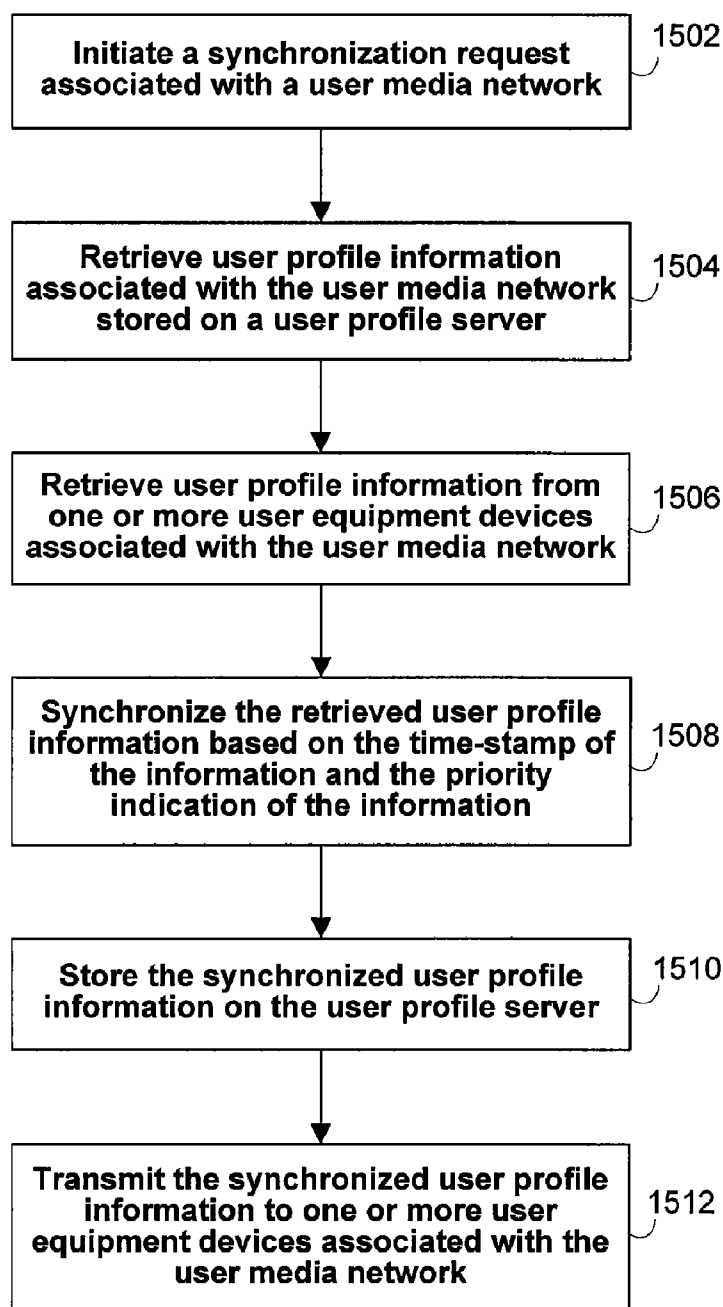 Initiate a synchronization request
associated with a user media network
1502
Retrieve user profile information
associated with the user media network
stored on a user profile server
1504
Retrieve user profile information from
one or more user equipment devices
associated with the user media network
1506
Synchronize the retrieved user profile
information based on the time-stamp of
the information and the priority
indication of the information
1508
Store the synchronized user profile
information on the user profile server
1510
Transmit the synchronized user profile
information to one or more user
equipment devices associated with the
user media network
1512